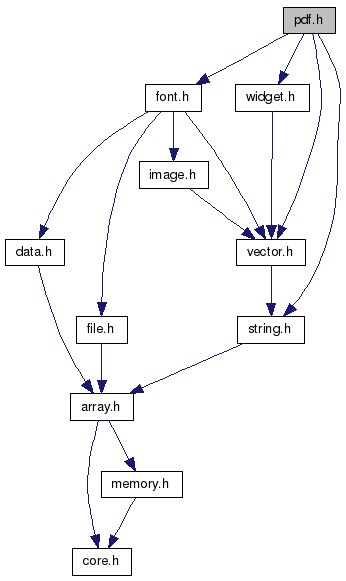 pdf.h
font.h
widget.h
image.h
data.h
vector.h
file.h
string.h
array.h
memory.h
core.h